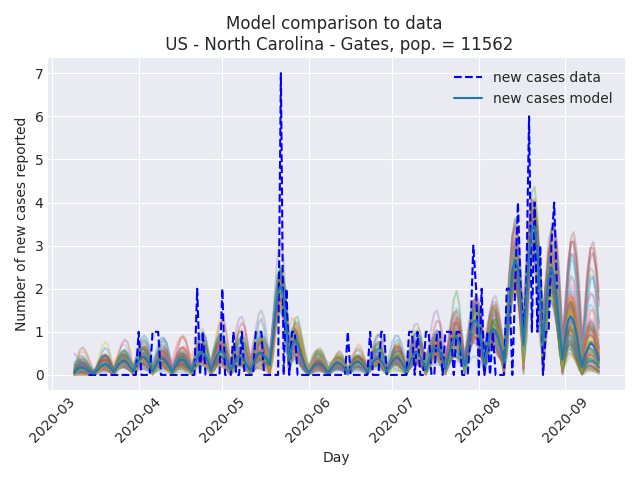 Model comparison to data
US - North Carolina - Gates, pop. = 11562
new cases data
new cases model
Number of new cases reported
7
6
5
4
3
2
1
0
2020-03
2020-04
2020-05
2020-06
2020-07
2020-08
2020-09
Day